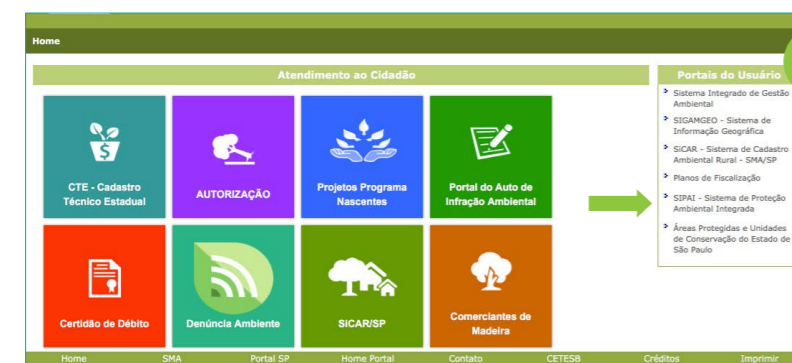 Home
Atendimento ao Cidadão
CTE - Cadastro
Técnico Estadual
AUTORIZAÇÃO
Projetos Programa
Nascentes
Portal do Auto de
Infração Ambiental
Certidão de Débito
Denúncia Ambiente
SiCAR/SP
Comerciantes de
Madeira
Portais do Usuário
Sistema Integrado de Gestão
Ambiental
SIGAMGEO - Sistema de
Informação Geográfica
SiCAR - Sistema de Cadastro
Ambiental Rural - SMA/SP
Planos de Fiscalização
SIPAI - Sistema de Proteção
Ambiental Integrada
Áreas Protegidas e Unidades
de Conservação do Estado de
São Paulo
Home SMA Portal SP Home Portal Contato CETESB Créditos Imprimir